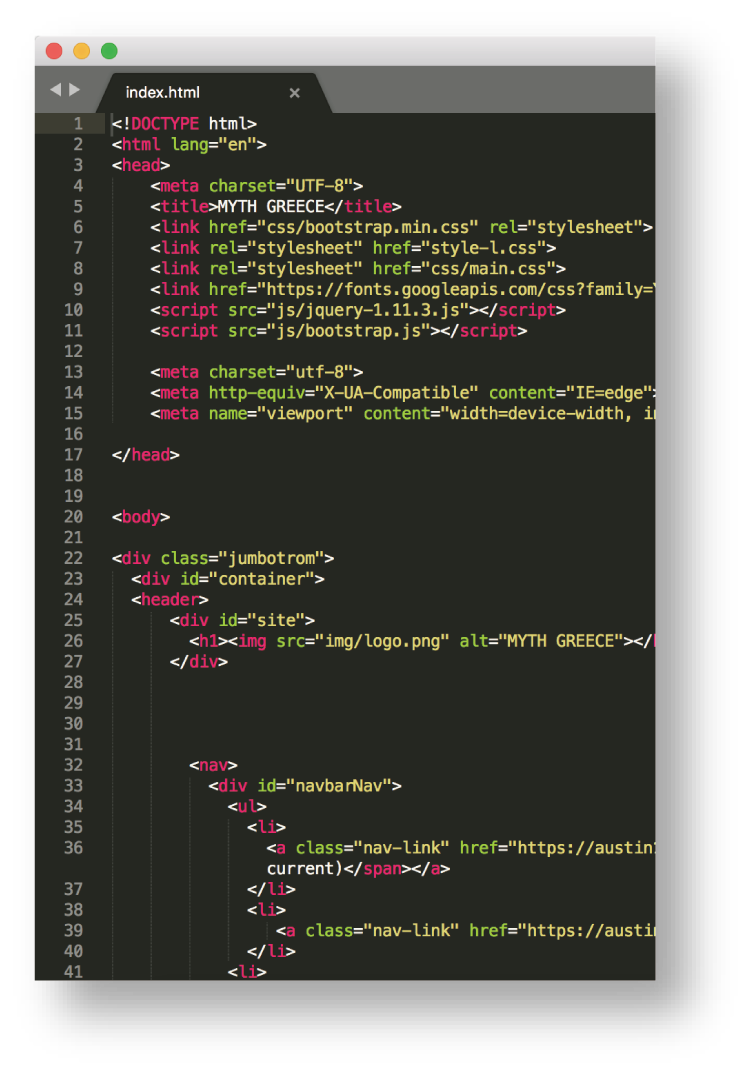 index.html ×
1 <!DOCTYPE html>
2 <html lang="en">
3 <head>
4 <meta charset="UTF-8">
5 <title>MYTH GREECE</title>
6 <link href="css/bootstrap.min.css" rel="stylesheet">
7 <link rel="stylesheet" href="style-l.css">
8 <link rel="stylesheet" href="css/main.css">
9 <link href="https://fonts.googleapis.com/css?family=
10 <script src="js/jquery-1.11.3.js"></script>
11 <script src="js/bootstrap.js"></script>
12
13 <meta charset="utf-8">
14 <meta http-equiv="X-UA-Compatible" content="IE=edge">
15 <meta name="viewport" content="width=device-width,
16
17 </head>
18
19
20 <body>
21
22 <div class="jumbotrom">
23 <div id="container">
24 <header>
25 <div id="site">
26 <h1><img src="img/logo.png" alt="MYTH GREECE"></
27 </div>
28
29
30
31
32 <nav>
33 <div id="navbarNav">
34 <ul>
35 <li>
36 <a class="nav-link" href="https://austin
current)</span></a>
37 </li>
38 <li>
39 <a class="nav-link" href="https://austi
40 </li>
41 <li>